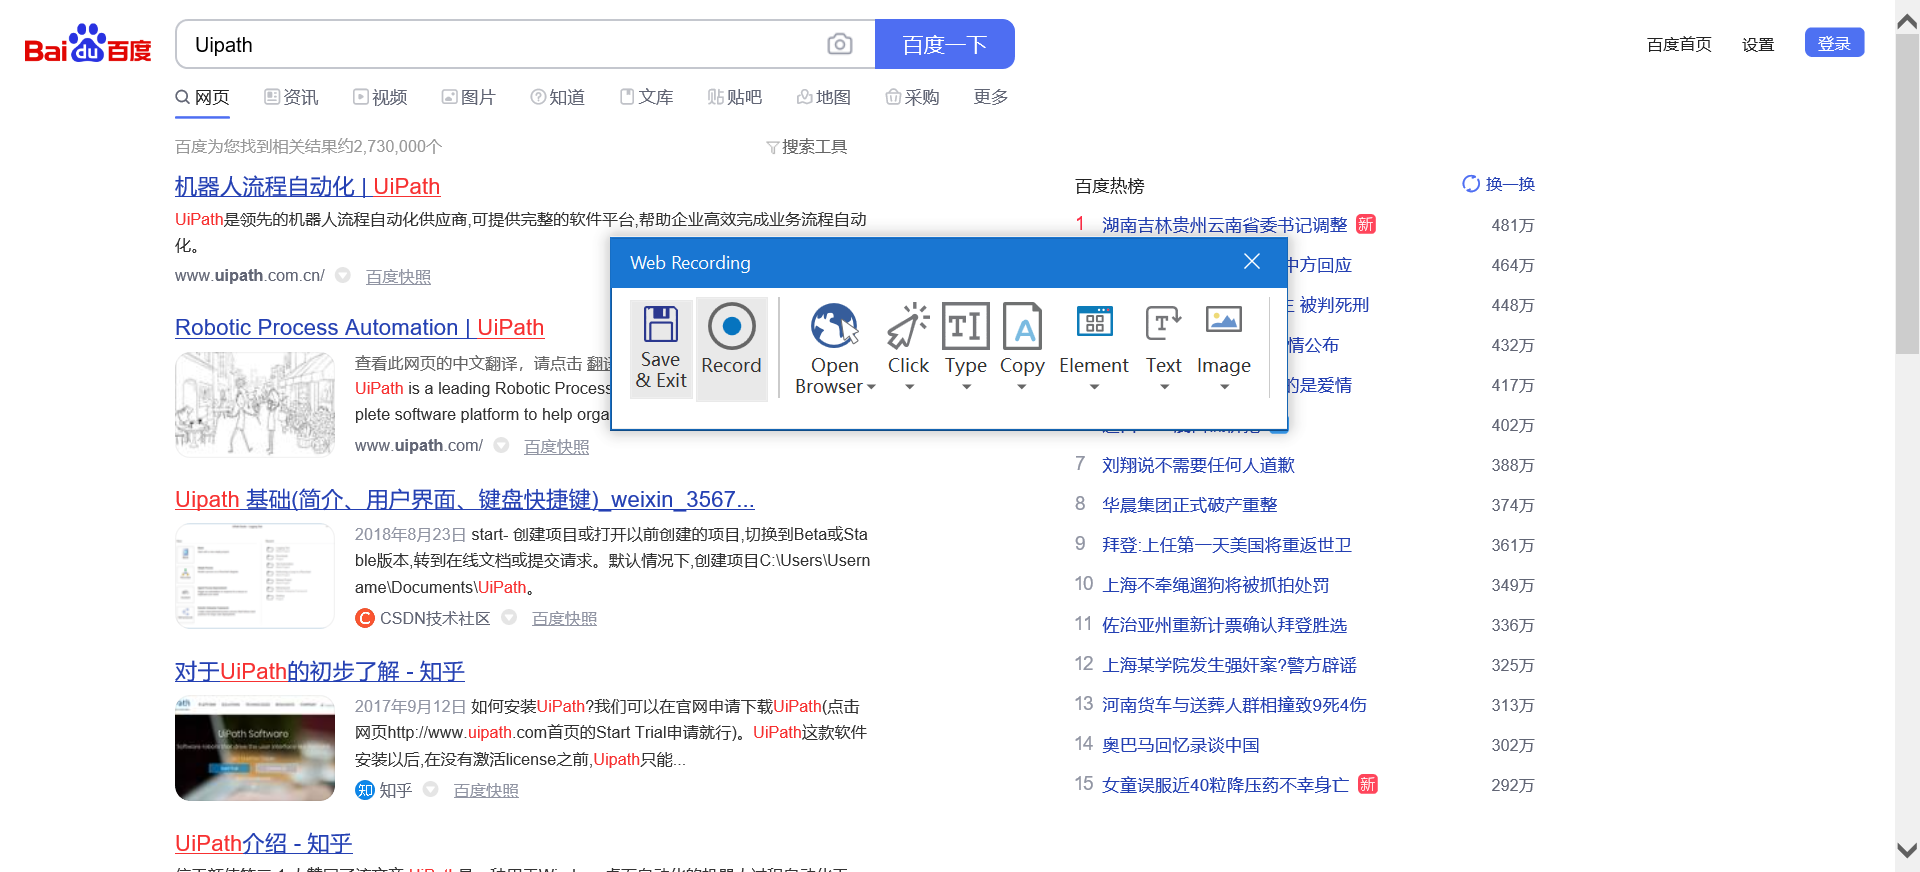 Bai du 百度
Uipath
百度一下
百度首页 设置 登录
网页 资讯 视频 图片 知道 文库 贴吧 地图 采购 更多
百度为您找到相关结果约2,730,000个
搜索工具
机器人流程自动化 | UiPath
UiPath是领先的机器人流程自动化供应商,可提供完整的软件平台,帮助企业高效完成业务流程自动
化。
www.uipath.com.cn/ 百度快照
Robotic Process Automation | UiPath
查看此网页的中文翻译，请点击 翻译
UiPath is a leading Robotic Process
plete software platform to help orga
www.uipath.com/ 百度快照
Uipath 基础(简介、用户界面、键盘快捷键)_weixin_3567...
2018年8月23日 start- 创建项目或打开以前创建的项目,切换到Beta或Sta
ble版本,转到在线文档或提交请求。默认情况下,创建项目C:\Users\Usern
ame\Documents\UiPath。
CSDN技术社区 百度快照
对于UiPath的初步了解 - 知乎
UiPath Software
2017年9月12日 如何安装UiPath?我们可以在官网申请下载UiPath(点击
网页http://www.uipath.com首页的Start Trial申请就行)。UiPath这款软件
安装以后,在没有激活license之前,Uipath只能...
知 知乎 百度快照
UiPath介绍 - 知乎
Web Recording
Save
& Exit
Record
Open
Browser
Click
Type
Copy
Element
Text
Image
百度热榜 换一换
1 湖南吉林贵州云南省委书记调整 新 481万
中方回应 464万
被判死刑 448万
情公布 432万
的是爱情 417万
402万
7 刘翔说不需要任何人道歉 388万
8 华晨集团正式破产重整 374万
9 拜登:上任第一天美国将重返世卫 361万
10 上海不牵绳遛狗将被抓拍处罚 349万
11 佐治亚州重新计票确认拜登胜选 336万
12 上海某学院发生强奸案?警方辟谣 325万
13 河南货车与送葬人群相撞致9死4伤 313万
14 奥巴马回忆录谈中国 302万
15 女童误服近40粒降压药不幸身亡 新 292万